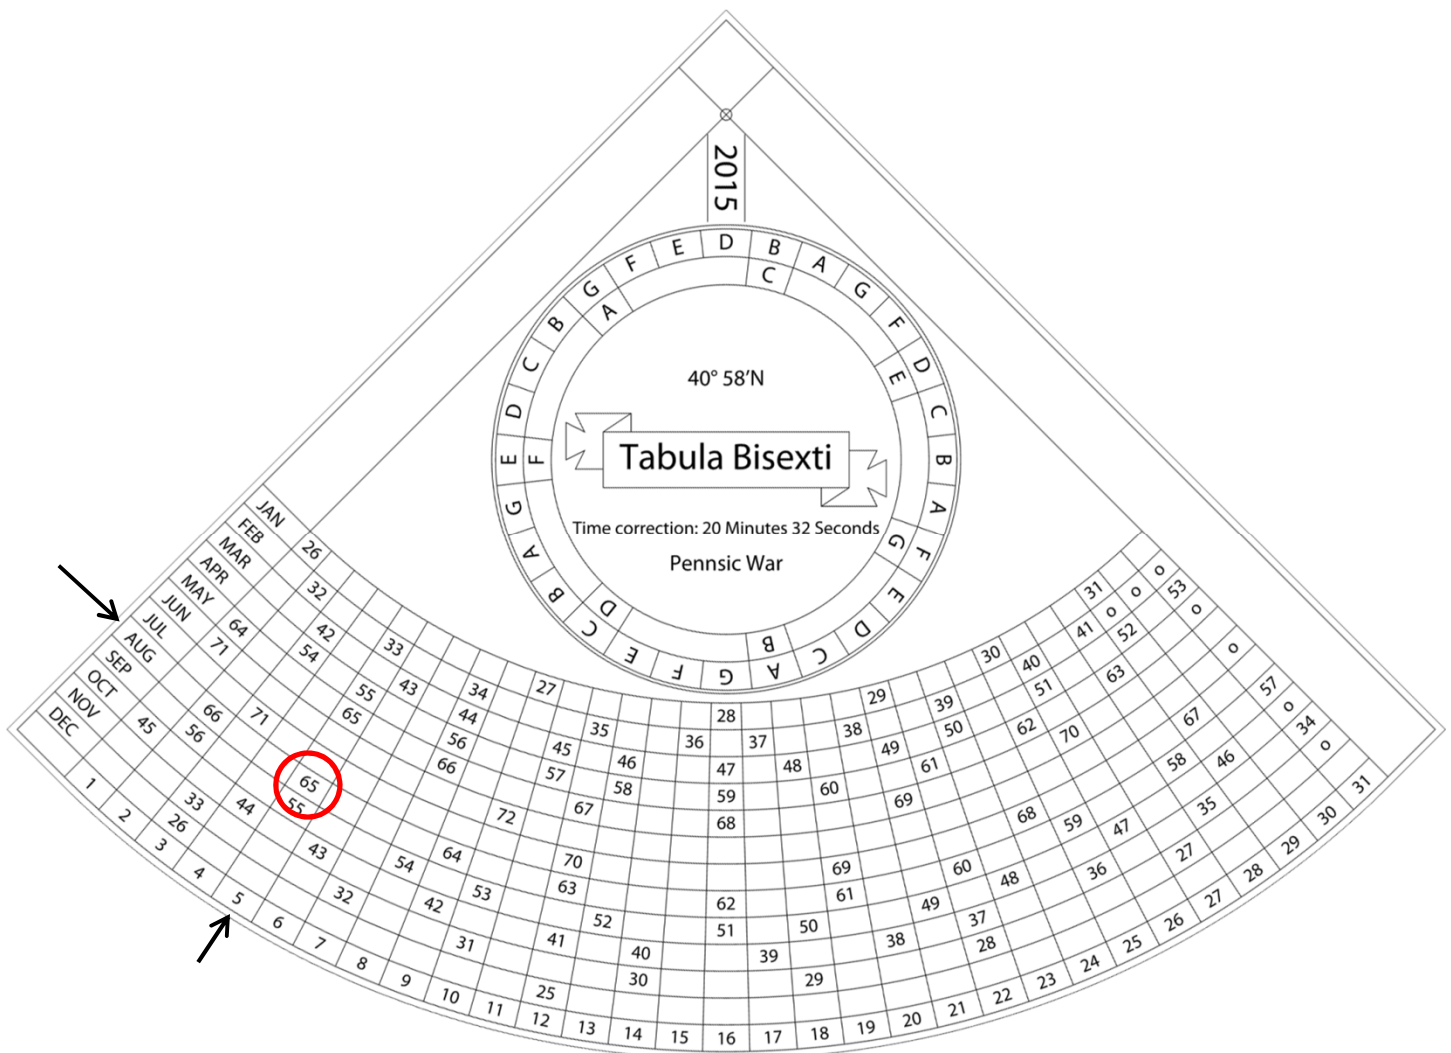 2015
D B A G F D C B A F E D C A G F E C B A G E D C B G F E
C E G B D F A
40° 58'N
Tabula Bisexti
Time correction: 20 Minutes 32 Seconds
Pennsic War
JAN 26 27 28 29 30 31
FEB 32 33 34 35 36 37 38 39 40 41 o o o
MAR 42 43 44 45 46 47 48 49 50 51 52 53
APR 54 55 56 57 58 59 60 61 62 63 o
MAY 64 65 66 67 68 69 70
JUN 71 72 o
JUL 71 70 69 68 67
AUG 66 65 64 63 62 61 60 59 58 57
SEP 56 55 54 53 52 51 50 49 48 47 46 o
OCT 45 44 43 42 41 40 39 38 37 36 35 34
NOV 33 32 31 30 29 28 27 o
DEC 26 25
1 2 3 4 5 6 7 8 9 10 11 12 13 14 15 16 17 18 19 20 21 22 23 24 25 26 27 28 29 30 31